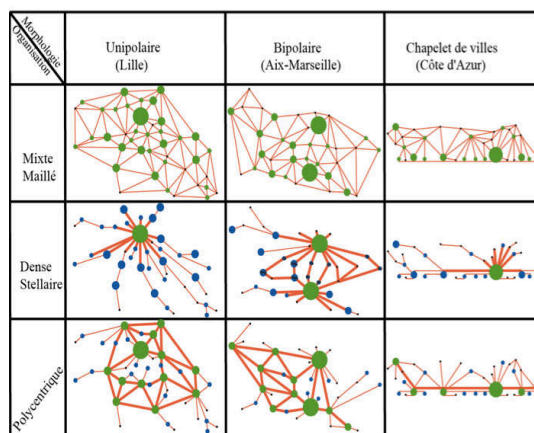 Morphologie
Organisation
Unipolaire
(Lille)
Bipolaire
(Aix-Marseille)
Chapelet de villes
(Côte d'Azur)
Mixte
Maillé
Dense
Stellaire
Polycentrique